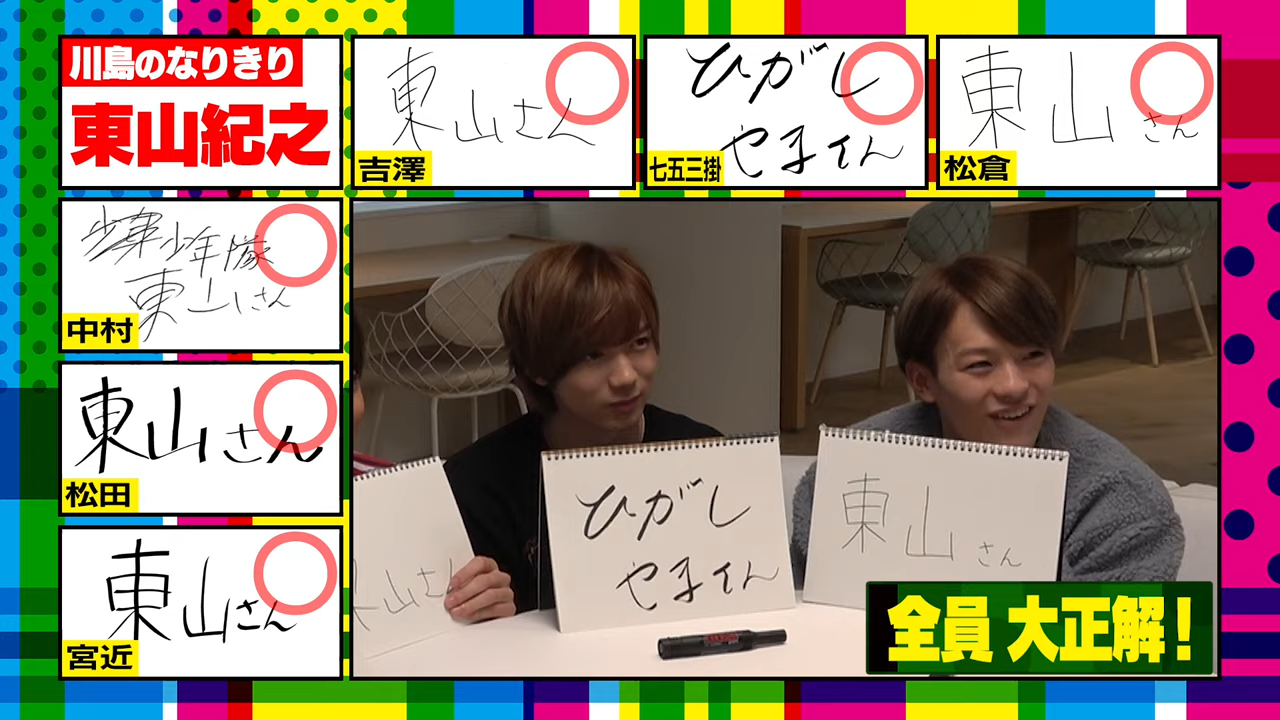 川島のなりきり
東山紀之
東山さん
吉澤
ひがし
やまさん
七五三掛
東山さん
松倉
少年少年隊
東山さん
中村
東山さん
松田
東山さん
宮近
東山さん
ひがし
やまさん
東山さん
全員 大正解!